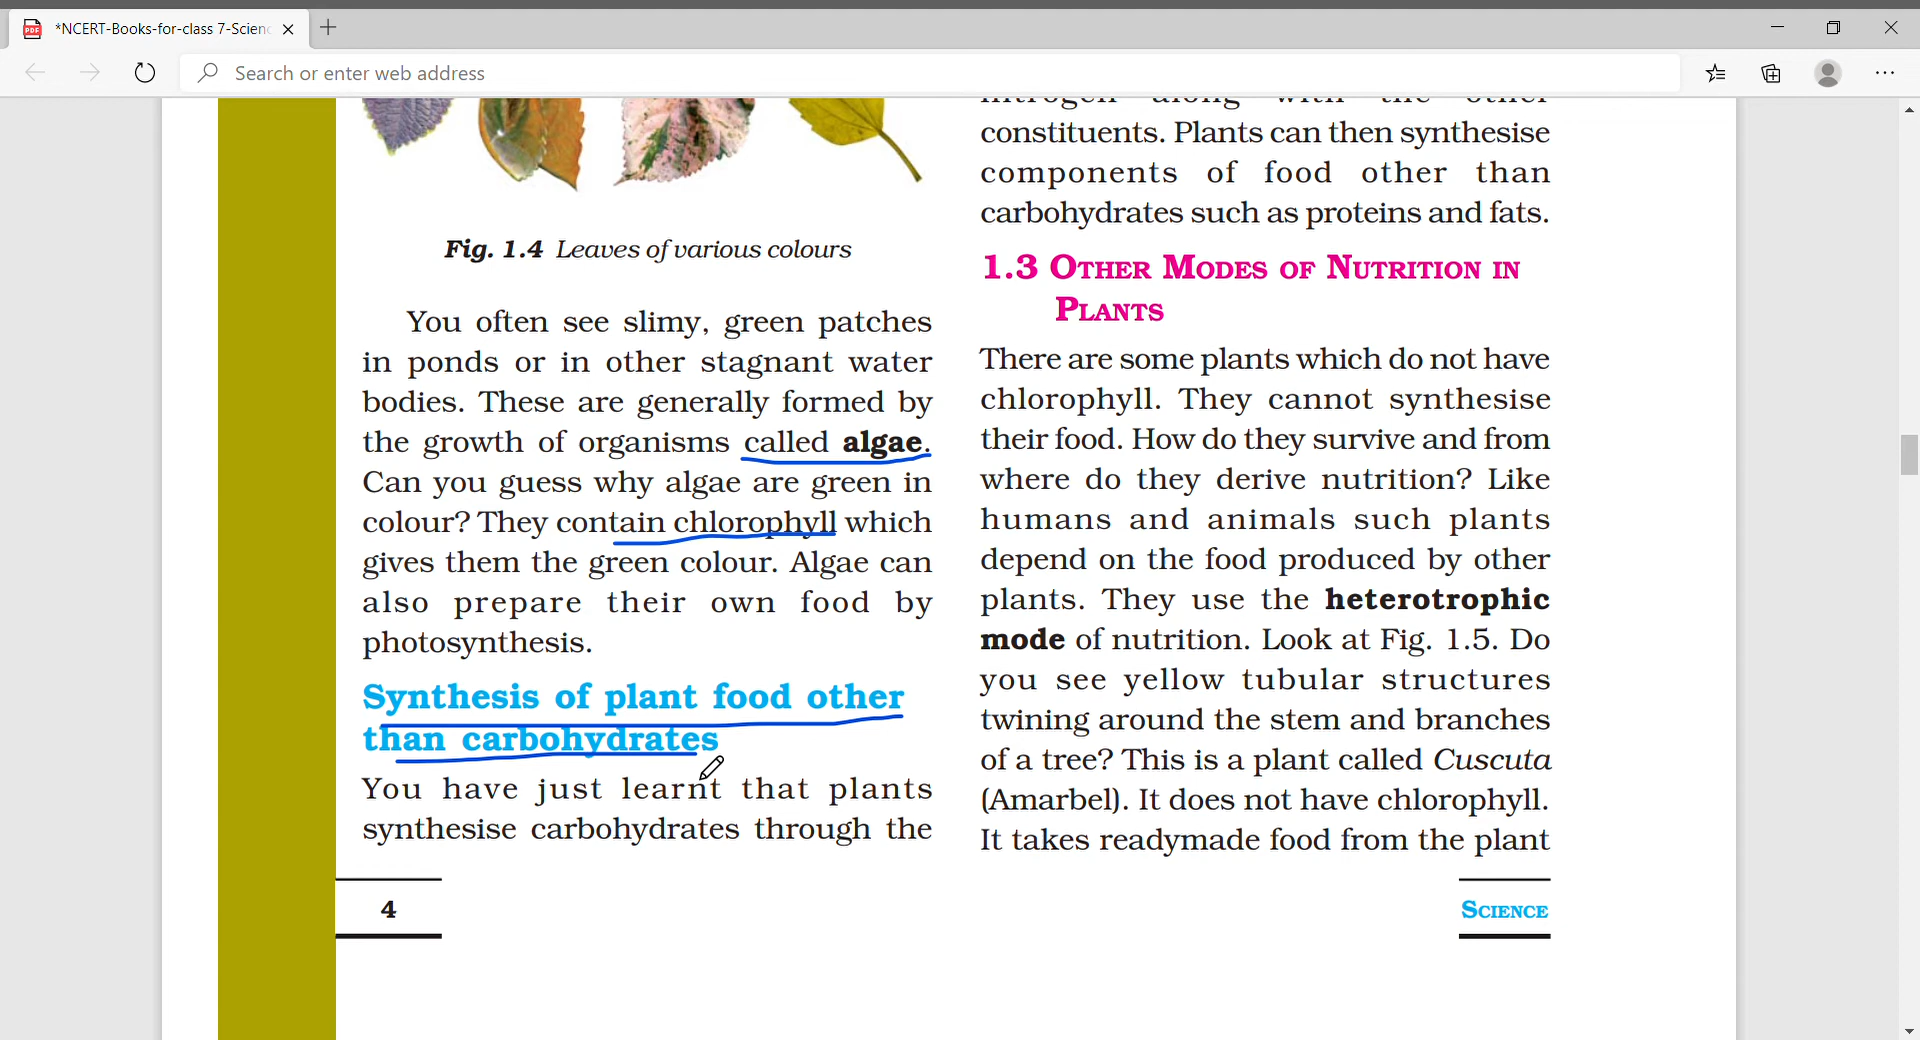 *NCERT-Books-for-class 7-Scien
Search or enter web address
Fig. 1.4 Leaves of various colours
You often see slimy, green patches
in ponds or in other stagnant water
bodies. These are generally formed by
the growth of organisms called algae.
Can you guess why algae are green in
colour? They contain chlorophyll which
gives them the green colour. Algae can
also prepare their own food by
photosynthesis.
Synthesis of plant food other
than carbohydrates
You have just learnt that plants
synthesise carbohydrates through the
4
nitrogen along with the other
constituents. Plants can then synthesise
components of food other than
carbohydrates such as proteins and fats.
1.3 OTHER MODES OF NUTRITION IN
PLANTS
There are some plants which do not have
chlorophyll. They cannot synthesise
their food. How do they survive and from
where do they derive nutrition? Like
humans and animals such plants
depend on the food produced by other
plants. They use the heterotrophic
mode of nutrition. Look at Fig. 1.5. Do
you see yellow tubular structures
twining around the stem and branches
of a tree? This is a plant called Cuscuta
(Amarbel). It does not have chlorophyll.
It takes readymade food from the plant
SCIENCE